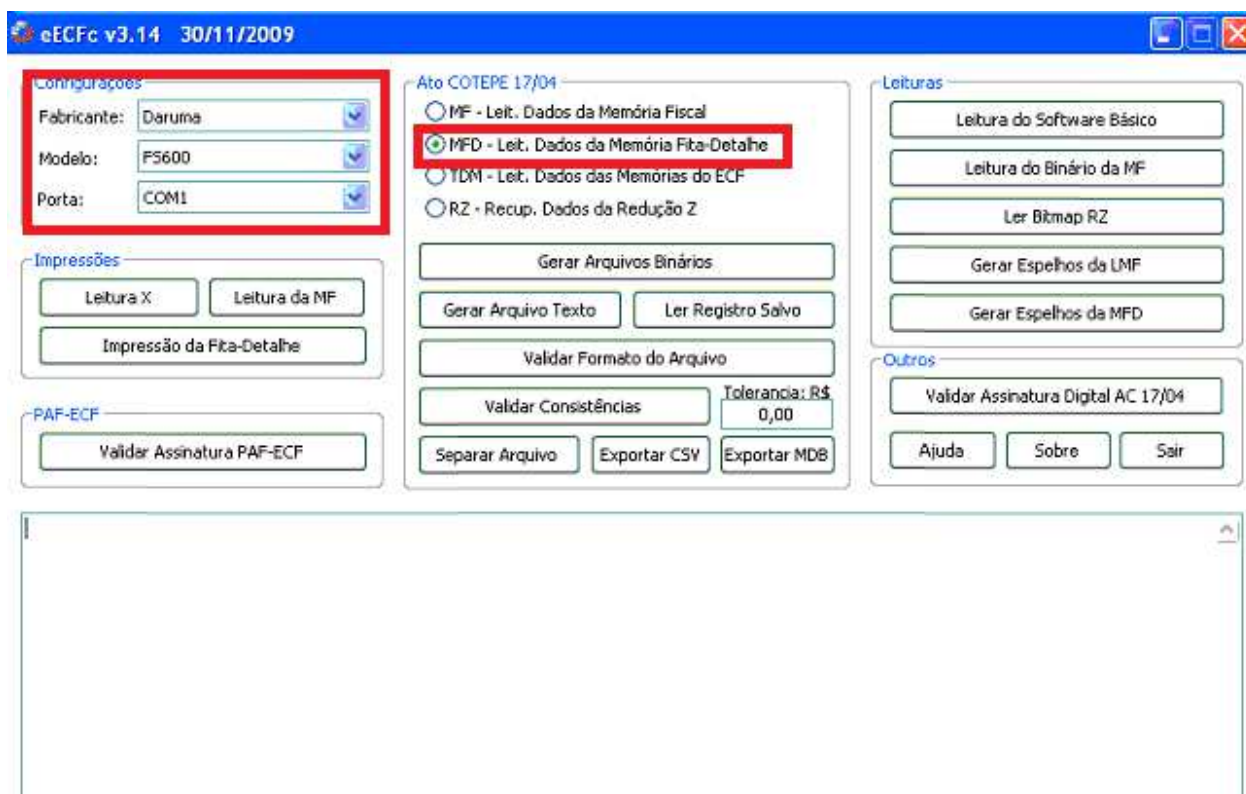 eECFc v3.14 30/11/2009
Configurações
Fabricante: Daruma
Modelo: FS600
Porta: COM1
Impressões
Leitura X
Leitura da MF
Impressão da Fita-Detalhe
PAF-ECF
Validar Assinatura PAF-ECF
Ato COTEPE 17/04
MF - Leit. Dados da Memória Fiscal
MFD - Leit. Dados da Memória Fita-Detalhe
TDM - Leit. Dados das Memórias do ECF
RZ - Recup. Dados da Redução Z
Gerar Arquivos Binários
Gerar Arquivo Texto
Ler Registro Salvo
Validar Formato do Arquivo
Validar Consistências
Tolerancia: R$
0,00
Separar Arquivo
Exportar CSV
Exportar MDB
Leituras
Leitura do Software Básico
Leitura do Binário da MF
Ler Bitmap RZ
Gerar Espelhos da LMF
Gerar Espelhos da MFD
Outros
Validar Assinatura Digital AC 17/04
Ajuda
Sobre
Sair